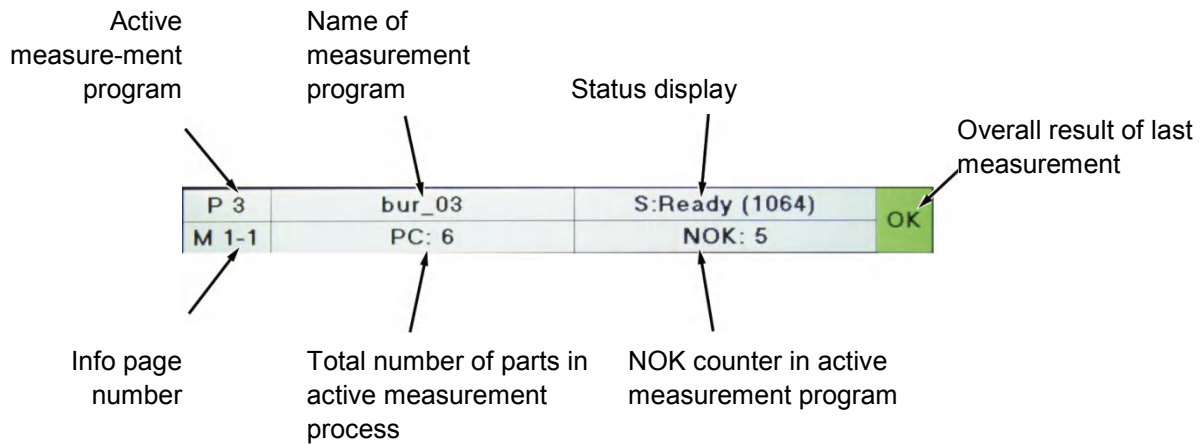 Active
measure-ment
program
Name of
measurement
program
Status display
Overall result of last
measurement
P 3
bur_03
S:Ready (1064)
OK
M 1-1
PC: 6
NOK: 5
Info page
number
Total number of parts in
active measurement
process
NOK counter in active
measurement program